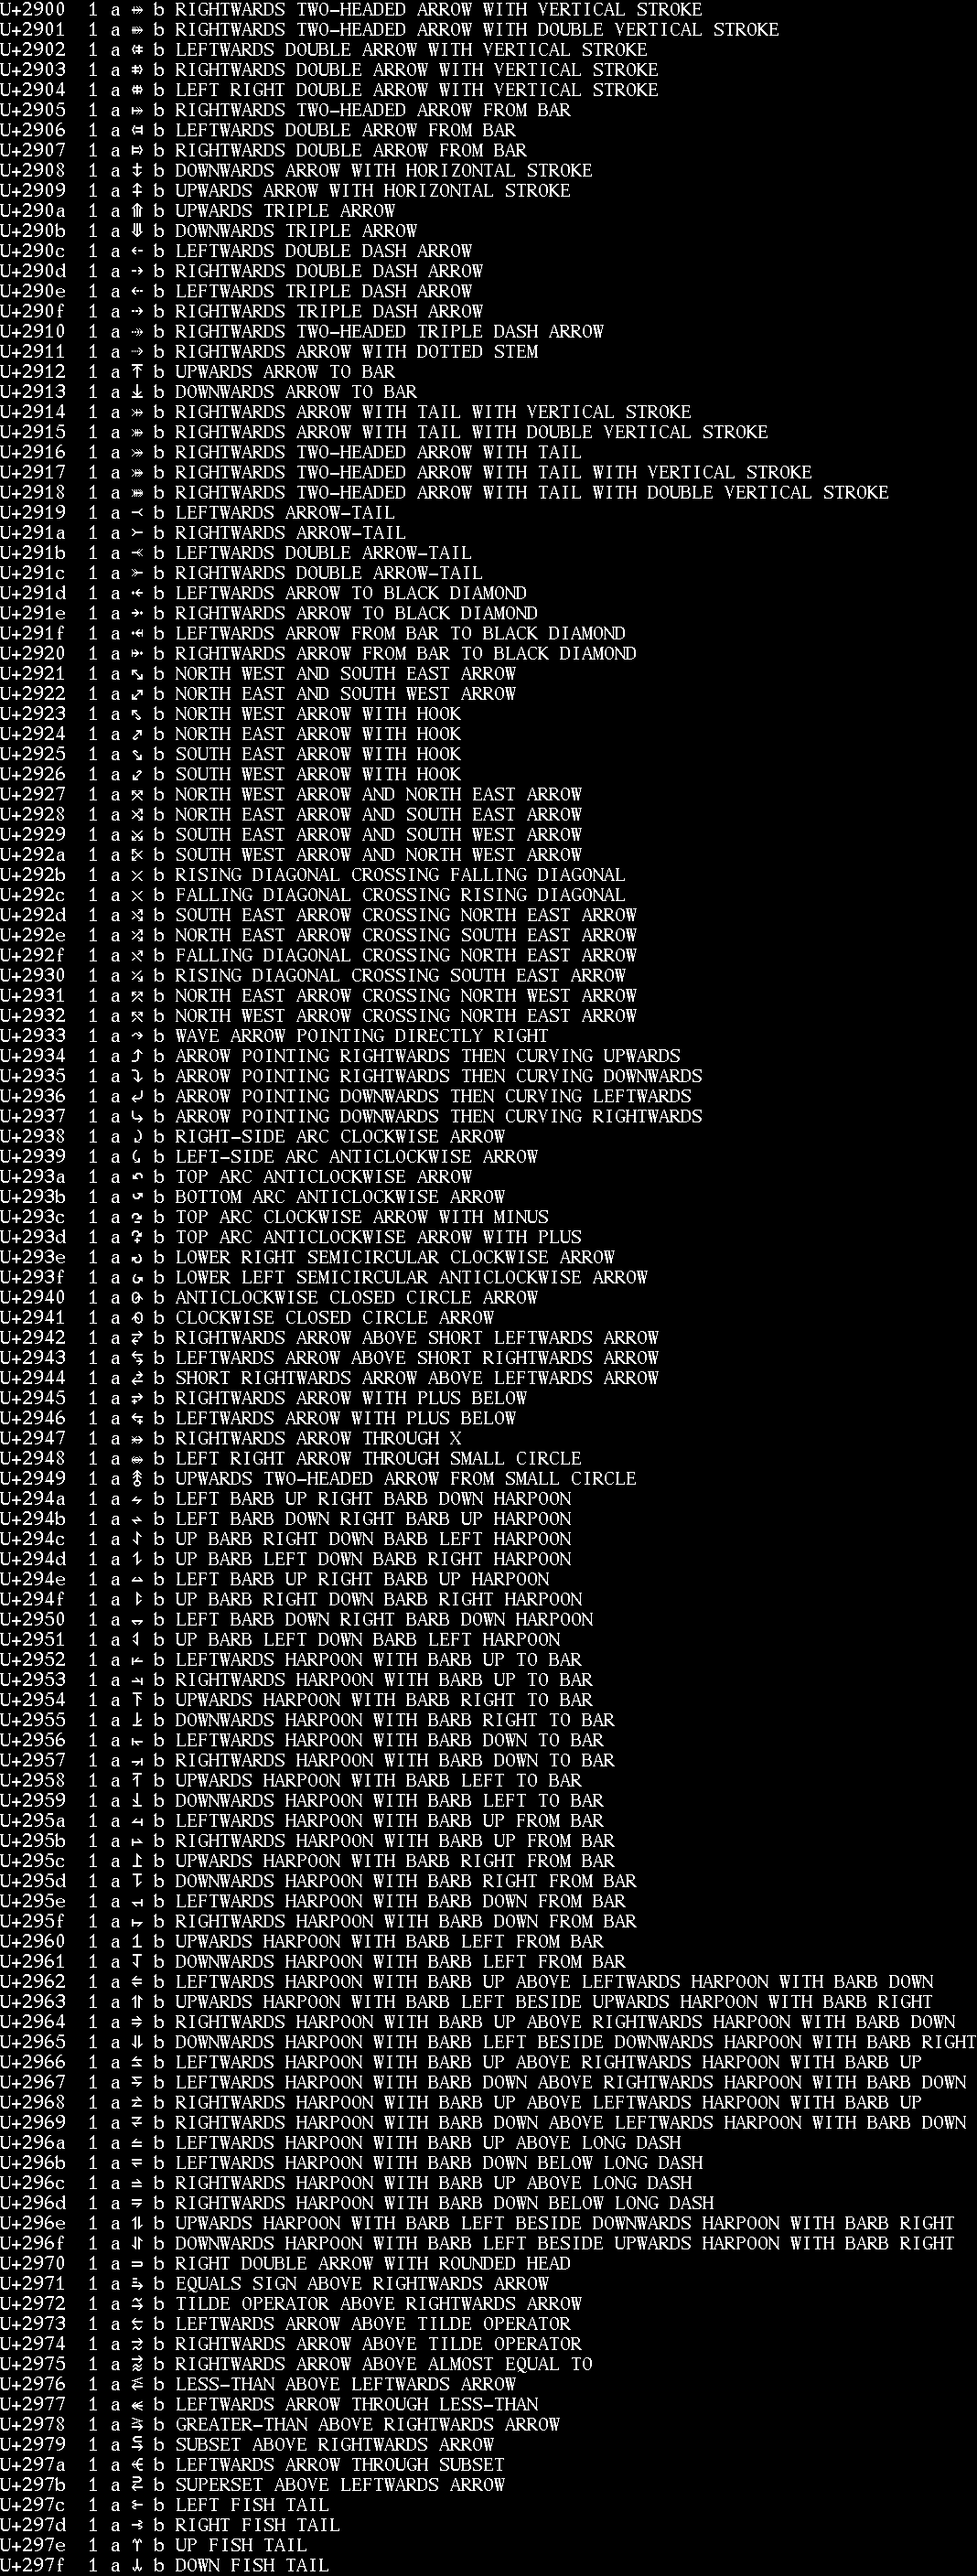 U+2900  1 a ⤀ b RIGHTWARDS TWO-HEADED ARROW WITH VERTICAL STROKE
U+2901  1 a ⤁ b RIGHTWARDS TWO-HEADED ARROW WITH DOUBLE VERTICAL STROKE
U+2902  1 a ⤂ b LEFTWARDS DOUBLE ARROW WITH VERTICAL STROKE
U+2903  1 a ⤃ b RIGHTWARDS DOUBLE ARROW WITH VERTICAL STROKE
U+2904  1 a ⤄ b LEFT RIGHT DOUBLE ARROW WITH VERTICAL STROKE
U+2905  1 a ⤅ b RIGHTWARDS TWO-HEADED ARROW FROM BAR
U+2906  1 a ⤆ b LEFTWARDS DOUBLE ARROW FROM BAR
U+2907  1 a ⤇ b RIGHTWARDS DOUBLE ARROW FROM BAR
U+2908  1 a ⤈ b DOWNWARDS ARROW WITH HORIZONTAL STROKE
U+2909  1 a ⤉ b UPWARDS ARROW WITH HORIZONTAL STROKE
U+290a  1 a ⤊ b UPWARDS TRIPLE ARROW
U+290b  1 a ⤋ b DOWNWARDS TRIPLE ARROW
U+290c  1 a ⤌ b LEFTWARDS DOUBLE DASH ARROW
U+290d  1 a ⤍ b RIGHTWARDS DOUBLE DASH ARROW
U+290e  1 a ⤎ b LEFTWARDS TRIPLE DASH ARROW
U+290f  1 a ⤏ b RIGHTWARDS TRIPLE DASH ARROW
U+2910  1 a ⤐ b RIGHTWARDS TWO-HEADED TRIPLE DASH ARROW
U+2911  1 a ⤑ b RIGHTWARDS ARROW WITH DOTTED STEM
U+2912  1 a ⤒ b UPWARDS ARROW TO BAR
U+2913  1 a ⤓ b DOWNWARDS ARROW TO BAR
U+2914  1 a ⤔ b RIGHTWARDS ARROW WITH TAIL WITH VERTICAL STROKE
U+2915  1 a ⤕ b RIGHTWARDS ARROW WITH TAIL WITH DOUBLE VERTICAL STROKE
U+2916  1 a ⤖ b RIGHTWARDS TWO-HEADED ARROW WITH TAIL
U+2917  1 a ⤗ b RIGHTWARDS TWO-HEADED ARROW WITH TAIL WITH VERTICAL STROKE
U+2918  1 a ⤘ b RIGHTWARDS TWO-HEADED ARROW WITH TAIL WITH DOUBLE VERTICAL STROKE
U+2919  1 a ⤙ b LEFTWARDS ARROW-TAIL
U+291a  1 a ⤚ b RIGHTWARDS ARROW-TAIL
U+291b  1 a ⤛ b LEFTWARDS DOUBLE ARROW-TAIL
U+291c  1 a ⤜ b RIGHTWARDS DOUBLE ARROW-TAIL
U+291d  1 a ⤝ b LEFTWARDS ARROW TO BLACK DIAMOND
U+291e  1 a ⤞ b RIGHTWARDS ARROW TO BLACK DIAMOND
U+291f  1 a ⤟ b LEFTWARDS ARROW FROM BAR TO BLACK DIAMOND
U+2920  1 a ⤠ b RIGHTWARDS ARROW FROM BAR TO BLACK DIAMOND
U+2921  1 a ⤡ b NORTH WEST AND SOUTH EAST ARROW
U+2922  1 a ⤢ b NORTH EAST AND SOUTH WEST ARROW
U+2923  1 a ⤣ b NORTH WEST ARROW WITH HOOK
U+2924  1 a ⤤ b NORTH EAST ARROW WITH HOOK
U+2925  1 a ⤥ b SOUTH EAST ARROW WITH HOOK
U+2926  1 a ⤦ b SOUTH WEST ARROW WITH HOOK
U+2927  1 a ⤧ b NORTH WEST ARROW AND NORTH EAST ARROW
U+2928  1 a ⤨ b NORTH EAST ARROW AND SOUTH EAST ARROW
U+2929  1 a ⤩ b SOUTH EAST ARROW AND SOUTH WEST ARROW
U+292a  1 a ⤪ b SOUTH WEST ARROW AND NORTH WEST ARROW
U+292b  1 a ⤫ b RISING DIAGONAL CROSSING FALLING DIAGONAL
U+292c  1 a ⤬ b FALLING DIAGONAL CROSSING RISING DIAGONAL
U+292d  1 a ⤭ b SOUTH EAST ARROW CROSSING NORTH EAST ARROW
U+292e  1 a ⤮ b NORTH EAST ARROW CROSSING SOUTH EAST ARROW
U+292f  1 a ⤯ b FALLING DIAGONAL CROSSING NORTH EAST ARROW
U+2930  1 a ⤰ b RISING DIAGONAL CROSSING SOUTH EAST ARROW
U+2931  1 a ⤱ b NORTH EAST ARROW CROSSING NORTH WEST ARROW
U+2932  1 a ⤲ b NORTH WEST ARROW CROSSING NORTH EAST ARROW
U+2933  1 a ⤳ b WAVE ARROW POINTING DIRECTLY RIGHT
U+2934  1 a ⤴ b ARROW POINTING RIGHTWARDS THEN CURVING UPWARDS
U+2935  1 a ⤵ b ARROW POINTING RIGHTWARDS THEN CURVING DOWNWARDS
U+2936  1 a ⤶ b ARROW POINTING DOWNWARDS THEN CURVING LEFTWARDS
U+2937  1 a ⤷ b ARROW POINTING DOWNWARDS THEN CURVING RIGHTWARDS
U+2938  1 a ⤸ b RIGHT-SIDE ARC CLOCKWISE ARROW
U+2939  1 a ⤹ b LEFT-SIDE ARC ANTICLOCKWISE ARROW
U+293a  1 a ⤺ b TOP ARC ANTICLOCKWISE ARROW
U+293b  1 a ⤻ b BOTTOM ARC ANTICLOCKWISE ARROW
U+293c  1 a ⤼ b TOP ARC CLOCKWISE ARROW WITH MINUS
U+293d  1 a ⤽ b TOP ARC ANTICLOCKWISE ARROW WITH PLUS
U+293e  1 a ⤾ b LOWER RIGHT SEMICIRCULAR CLOCKWISE ARROW
U+293f  1 a ⤿ b LOWER LEFT SEMICIRCULAR ANTICLOCKWISE ARROW
U+2940  1 a ⥀ b ANTICLOCKWISE CLOSED CIRCLE ARROW
U+2941  1 a ⥁ b CLOCKWISE CLOSED CIRCLE ARROW
U+2942  1 a ⥂ b RIGHTWARDS ARROW ABOVE SHORT LEFTWARDS ARROW
U+2943  1 a ⥃ b LEFTWARDS ARROW ABOVE SHORT RIGHTWARDS ARROW
U+2944  1 a ⥄ b SHORT RIGHTWARDS ARROW ABOVE LEFTWARDS ARROW
U+2945  1 a ⥅ b RIGHTWARDS ARROW WITH PLUS BELOW
U+2946  1 a ⥆ b LEFTWARDS ARROW WITH PLUS BELOW
U+2947  1 a ⥇ b RIGHTWARDS ARROW THROUGH X
U+2948  1 a ⥈ b LEFT RIGHT ARROW THROUGH SMALL CIRCLE
U+2949  1 a ⥉ b UPWARDS TWO-HEADED ARROW FROM SMALL CIRCLE
U+294a  1 a ⥊ b LEFT BARB UP RIGHT BARB DOWN HARPOON
U+294b  1 a ⥋ b LEFT BARB DOWN RIGHT BARB UP HARPOON
U+294c  1 a ⥌ b UP BARB RIGHT DOWN BARB LEFT HARPOON
U+294d  1 a ⥍ b UP BARB LEFT DOWN BARB RIGHT HARPOON
U+294e  1 a ⥎ b LEFT BARB UP RIGHT BARB UP HARPOON
U+294f  1 a ⥏ b UP BARB RIGHT DOWN BARB RIGHT HARPOON
U+2950  1 a ⥐ b LEFT BARB DOWN RIGHT BARB DOWN HARPOON
U+2951  1 a ⥑ b UP BARB LEFT DOWN BARB LEFT HARPOON
U+2952  1 a ⥒ b LEFTWARDS HARPOON WITH BARB UP TO BAR
U+2953  1 a ⥓ b RIGHTWARDS HARPOON WITH BARB UP TO BAR
U+2954  1 a ⥔ b UPWARDS HARPOON WITH BARB RIGHT TO BAR
U+2955  1 a ⥕ b DOWNWARDS HARPOON WITH BARB RIGHT TO BAR
U+2956  1 a ⥖ b LEFTWARDS HARPOON WITH BARB DOWN TO BAR
U+2957  1 a ⥗ b RIGHTWARDS HARPOON WITH BARB DOWN TO BAR
U+2958  1 a ⥘ b UPWARDS HARPOON WITH BARB LEFT TO BAR
U+2959  1 a ⥙ b DOWNWARDS HARPOON WITH BARB LEFT TO BAR
U+295a  1 a ⥚ b LEFTWARDS HARPOON WITH BARB UP FROM BAR
U+295b  1 a ⥛ b RIGHTWARDS HARPOON WITH BARB UP FROM BAR
U+295c  1 a ⥜ b UPWARDS HARPOON WITH BARB RIGHT FROM BAR
U+295d  1 a ⥝ b DOWNWARDS HARPOON WITH BARB RIGHT FROM BAR
U+295e  1 a ⥞ b LEFTWARDS HARPOON WITH BARB DOWN FROM BAR
U+295f  1 a ⥟ b RIGHTWARDS HARPOON WITH BARB DOWN FROM BAR
U+2960  1 a ⥠ b UPWARDS HARPOON WITH BARB LEFT FROM BAR
U+2961  1 a ⥡ b DOWNWARDS HARPOON WITH BARB LEFT FROM BAR
U+2962  1 a ⥢ b LEFTWARDS HARPOON WITH BARB UP ABOVE LEFTWARDS HARPOON WITH BARB DOWN
U+2963  1 a ⥣ b UPWARDS HARPOON WITH BARB LEFT BESIDE UPWARDS HARPOON WITH BARB RIGHT
U+2964  1 a ⥤ b RIGHTWARDS HARPOON WITH BARB UP ABOVE RIGHTWARDS HARPOON WITH BARB DOWN
U+2965  1 a ⥥ b DOWNWARDS HARPOON WITH BARB LEFT BESIDE DOWNWARDS HARPOON WITH BARB RIGHT
U+2966  1 a ⥦ b LEFTWARDS HARPOON WITH BARB UP ABOVE RIGHTWARDS HARPOON WITH BARB UP
U+2967  1 a ⥧ b LEFTWARDS HARPOON WITH BARB DOWN ABOVE RIGHTWARDS HARPOON WITH BARB DOWN
U+2968  1 a ⥨ b RIGHTWARDS HARPOON WITH BARB UP ABOVE LEFTWARDS HARPOON WITH BARB UP
U+2969  1 a ⥩ b RIGHTWARDS HARPOON WITH BARB DOWN ABOVE LEFTWARDS HARPOON WITH BARB DOWN
U+296a  1 a ⥪ b LEFTWARDS HARPOON WITH BARB UP ABOVE LONG DASH
U+296b  1 a ⥫ b LEFTWARDS HARPOON WITH BARB DOWN BELOW LONG DASH
U+296c  1 a ⥬ b RIGHTWARDS HARPOON WITH BARB UP ABOVE LONG DASH
U+296d  1 a ⥭ b RIGHTWARDS HARPOON WITH BARB DOWN BELOW LONG DASH
U+296e  1 a ⥮ b UPWARDS HARPOON WITH BARB LEFT BESIDE DOWNWARDS HARPOON WITH BARB RIGHT
U+296f  1 a ⥯ b DOWNWARDS HARPOON WITH BARB LEFT BESIDE UPWARDS HARPOON WITH BARB RIGHT
U+2970  1 a ⥰ b RIGHT DOUBLE ARROW WITH ROUNDED HEAD
U+2971  1 a ⥱ b EQUALS SIGN ABOVE RIGHTWARDS ARROW
U+2972  1 a ⥲ b TILDE OPERATOR ABOVE RIGHTWARDS ARROW
U+2973  1 a ⥳ b LEFTWARDS ARROW ABOVE TILDE OPERATOR
U+2974  1 a ⥴ b RIGHTWARDS ARROW ABOVE TILDE OPERATOR
U+2975  1 a ⥵ b RIGHTWARDS ARROW ABOVE ALMOST EQUAL TO
U+2976  1 a ⥶ b LESS-THAN ABOVE LEFTWARDS ARROW
U+2977  1 a ⥷ b LEFTWARDS ARROW THROUGH LESS-THAN
U+2978  1 a ⥸ b GREATER-THAN ABOVE RIGHTWARDS ARROW
U+2979  1 a ⥹ b SUBSET ABOVE RIGHTWARDS ARROW
U+297a  1 a ⥺ b LEFTWARDS ARROW THROUGH SUBSET
U+297b  1 a ⥻ b SUPERSET ABOVE LEFTWARDS ARROW
U+297c  1 a ⥼ b LEFT FISH TAIL
U+297d  1 a ⥽ b RIGHT FISH TAIL
U+297e  1 a ⥾ b UP FISH TAIL
U+297f  1 a ⥿ b DOWN FISH TAIL